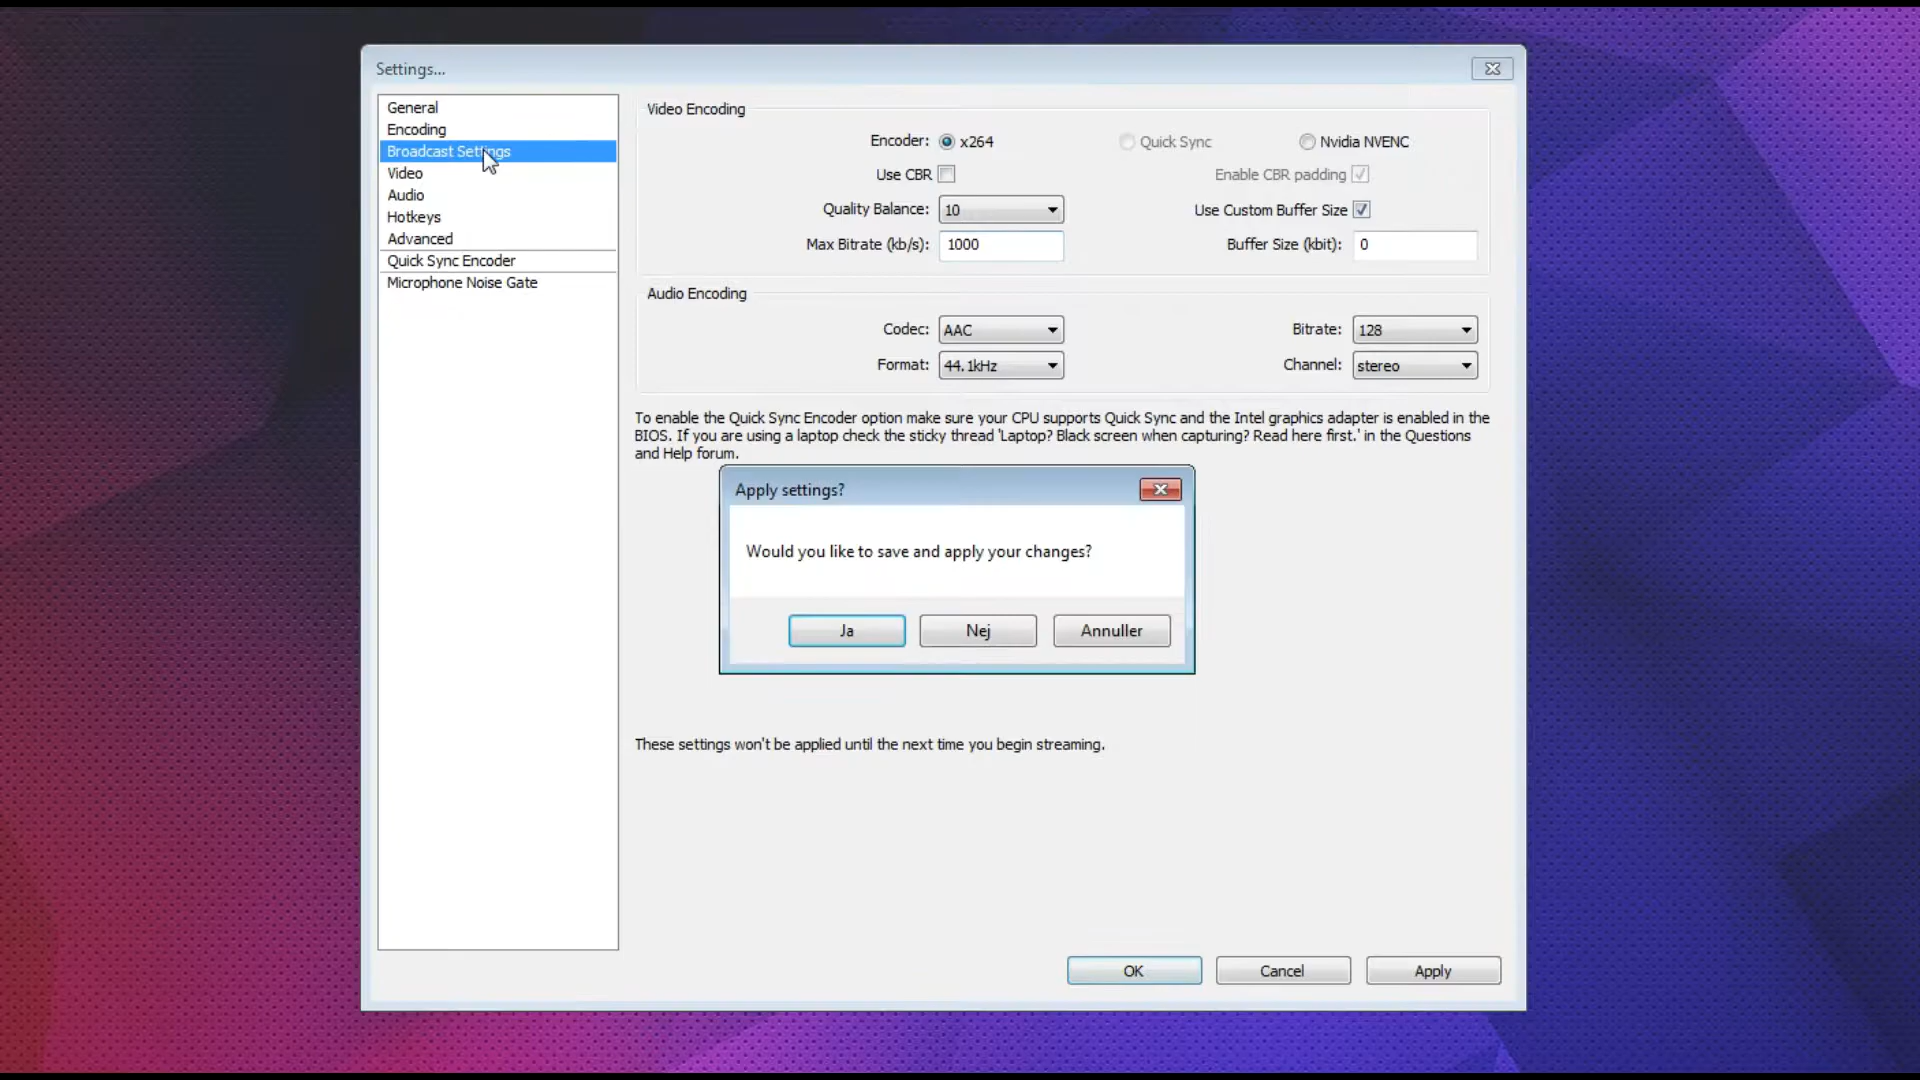 Settings...
General
Encoding
Broadcast Settings
Video
Audio
Hotkeys
Advanced
Quick Sync Encoder
Microphone Noise Gate
Video Encoding
Encoder: x264 Quick Sync Nvidia NVENC
Use CBR Enable CBR padding
Quality Balance: 10 Use Custom Buffer Size
Max Bitrate (kb/s): 1000 Buffer Size (kbit): 0
Audio Encoding
Codec: AAC Bitrate: 128
Format: 44.1kHz Channel: stereo
To enable the Quick Sync Encoder option make sure your CPU supports Quick Sync and the Intel graphics adapter is enabled in the
BIOS. If you are using a laptop check the sticky thread 'Laptop? Black screen when capturing? Read here first.' in the Questions
and Help forum.
Apply settings?
Would you like to save and apply your changes?
Ja Nej Annuller
These settings won't be applied until the next time you begin streaming.
OK Cancel Apply